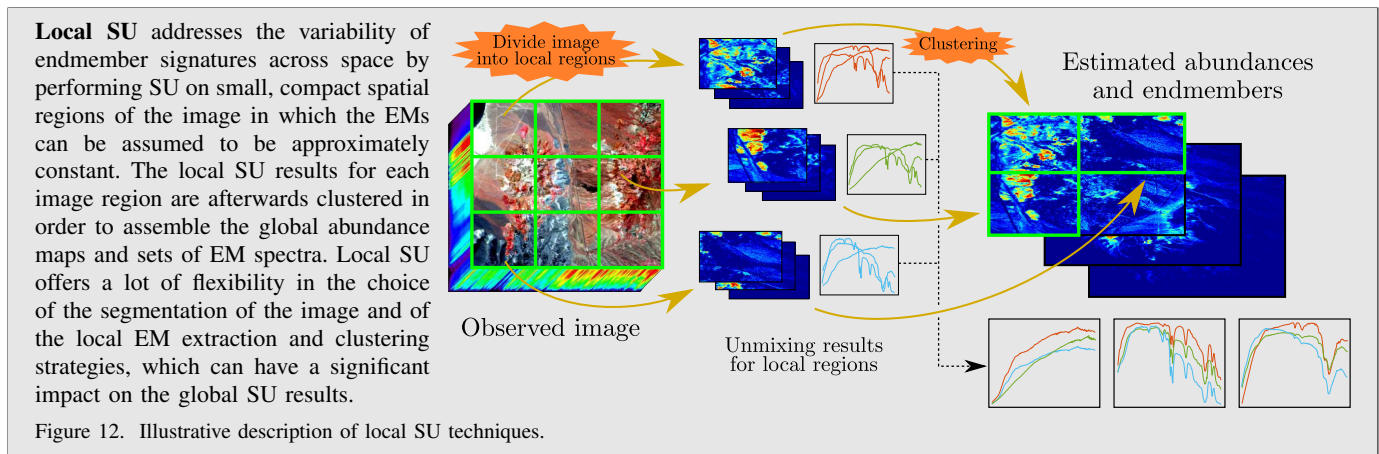 Local SU addresses the variability of
endmember signatures across space by
performing SU on small, compact spatial
regions of the image in which the EMs
can be assumed to be approximately
constant. The local SU results for each
image region are afterwards clustered in
order to assemble the global abundance
maps and sets of EM spectra. Local SU
offers a lot of flexibility in the choice
of the segmentation of the image and of
the local EM extraction and clustering
strategies, which can have a significant
impact on the global SU results.
Divide image
into local regions
Clustering
Estimated abundances
and endmembers
Observed image
Unmixing results
for local regions
Figure 12. Illustrative description of local SU techniques.